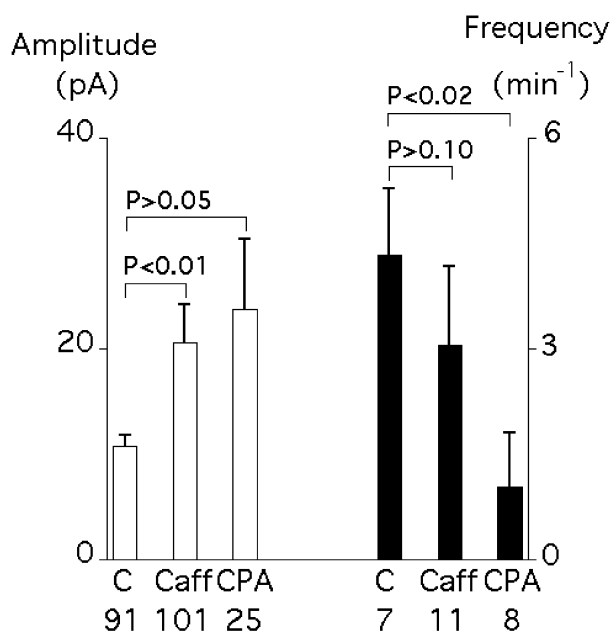 Amplitude
(pA)
Frequency
(min⁻¹)
P<0.02
40
6
P>0.10
P>0.05
P<0.01
20
3
0
0
C Caff CPA
C Caff CPA
91 101 25
7 11 8